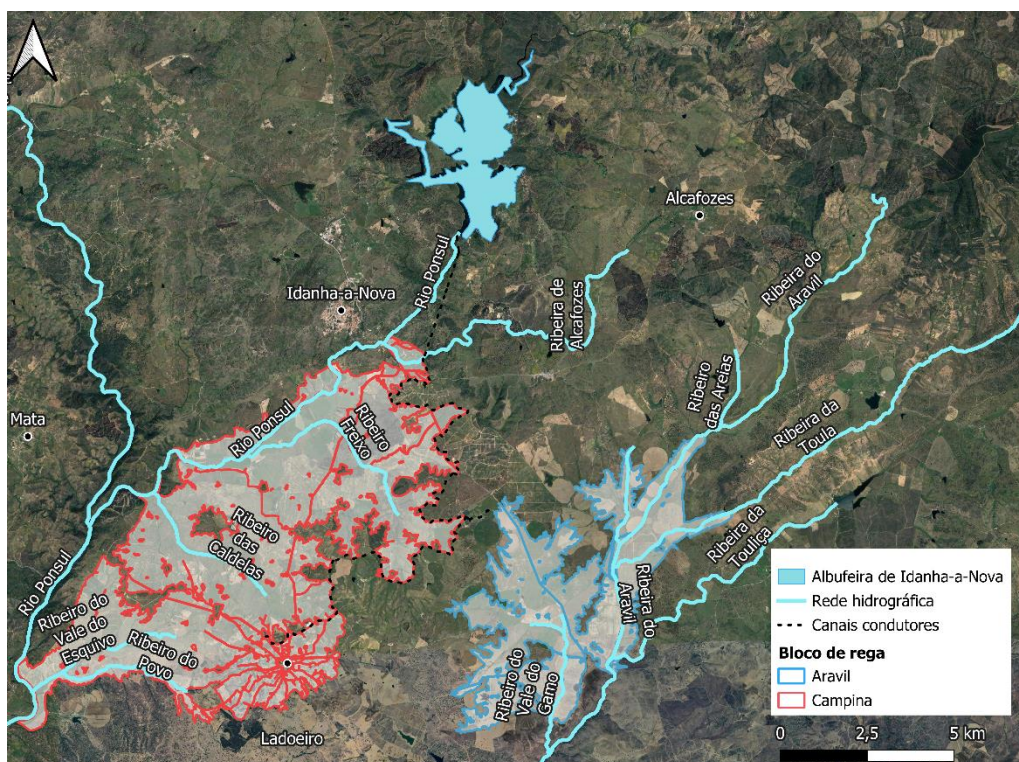 Alcafozes
Rio Ponsul
Ribeira do
Aravil
Idanha-a-Nova
Ribeira de
Alcafozes
Ribeiro
das Areias
Mata
Rio Ponsul
Ribeiro
Freixo
Ribeira da
Toula
Ribeiro
das
Caldelas
Ribeira da
Touliça
Rio Ponsul
Ribeiro do
Vale do
Esquivo
Ribeiro do
Povo
Ribeira do
Aravil
Ribeiro do
Vale do
Gamo
Ladoeiro
Albufeira de Idanha-a-Nova
Rede hidrográfica
Canais condutores
Bloco de rega
Aravil
Campina
0 2,5 5 km